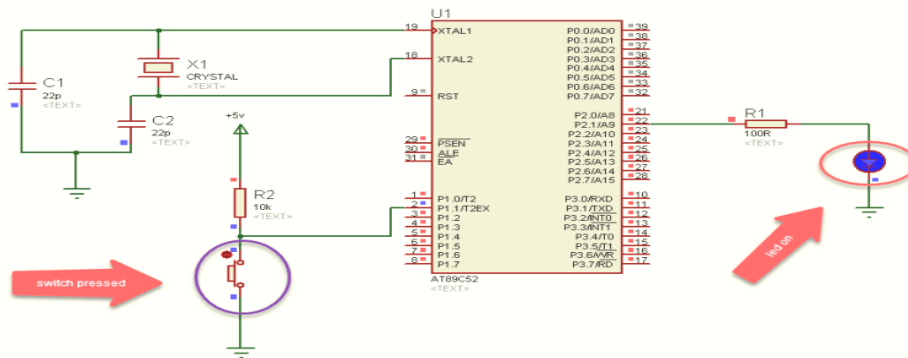 U1
19 XTAL1
18 XTAL2
9 RST
29 PSEN
30 ALE
31 EA
1 P1.0/T2
2 P1.1/T2EX
3 P1.2
4 P1.3
5 P1.4
6 P1.5
7 P1.6
8 P1.7
P0.0/AD0 39
P0.1/AD1 38
P0.2/AD2 37
P0.3/AD3 36
P0.4/AD4 35
P0.5/AD5 34
P0.6/AD6 33
P0.7/AD7 32
P2.0/A8 21
P2.1/A9 22
P2.2/A10 23
P2.3/A11 24
P2.4/A12 25
P2.5/A13 26
P2.6/A14 27
P2.7/A15 28
P3.0/RXD 10
P3.1/TXD 11
P3.2/INT0 12
P3.3/INT1 13
P3.4/T0 14
P3.5/T1 15
P3.6/WR 16
P3.7/RD 17
AT89C52
<TEXT>
X1
CRYSTAL
<TEXT>
C1
22p
<TEXT>
C2
22p
<TEXT>
+5v
R2
10k
<TEXT>
R1
100R
<TEXT>
switch pressed
led on